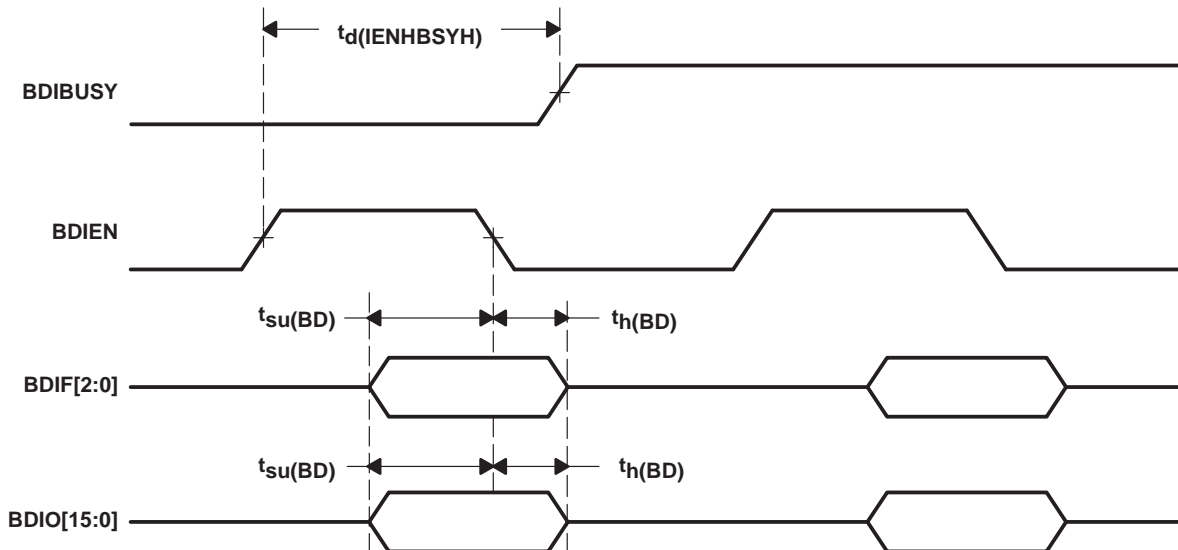 td(IENHBSYH)
BDIBUSY
BDIEN
tsu(BD) th(BD)
BDIF[2:0]
tsu(BD) th(BD)
BDIO[15:0]